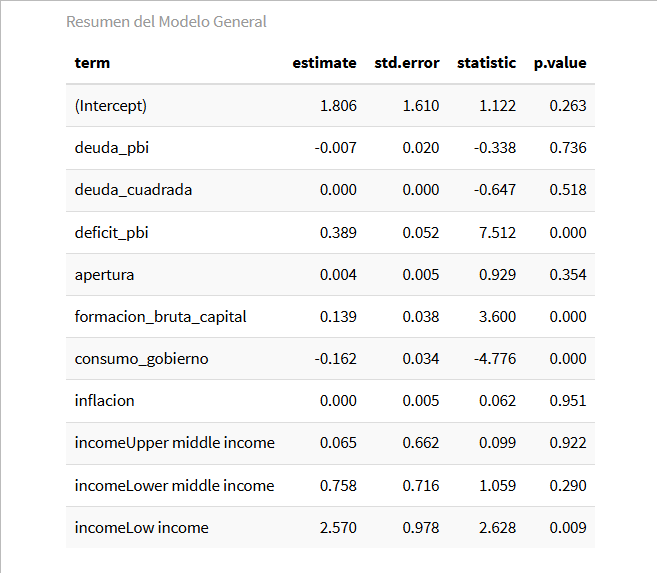 Resumen del Modelo General
term estimate std.error statistic p.value
(Intercept) 1.806 1.610 1.122 0.263
deuda_pbi -0.007 0.020 -0.338 0.736
deuda_cuadrada 0.000 0.000 -0.647 0.518
deficit_pbi 0.389 0.052 7.512 0.000
apertura 0.004 0.005 0.929 0.354
formacion_bruta_capital 0.139 0.038 3.600 0.000
consumo_gobierno -0.162 0.034 -4.776 0.000
inflacion 0.000 0.005 0.062 0.951
incomeUpper middle income 0.065 0.662 0.099 0.922
incomeLower middle income 0.758 0.716 1.059 0.290
incomeLow income 2.570 0.978 2.628 0.009